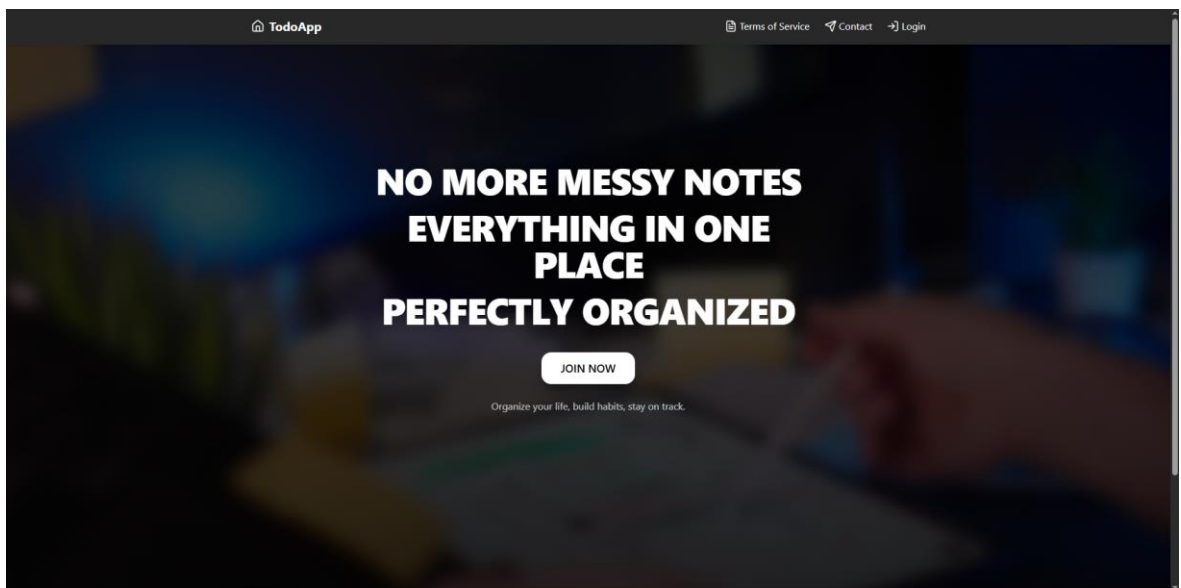 TodoApp
Terms of Service Contact Login
NO MORE MESSY NOTES
EVERYTHING IN ONE
PLACE
PERFECTLY ORGANIZED
JOIN NOW
Organize your life, build habits, stay on track.